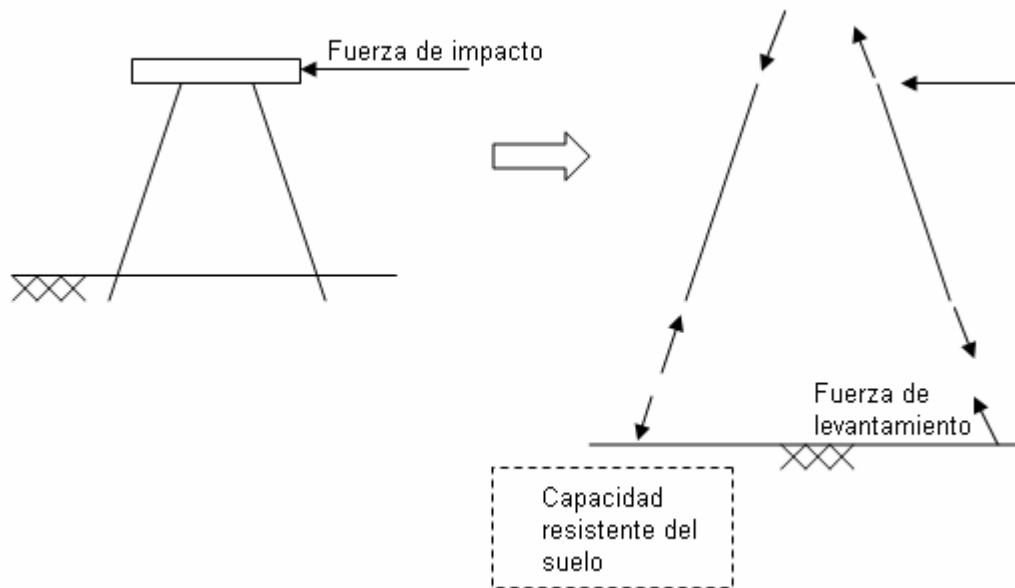 Fuerza de impacto
Fuerza de
levantamiento
Capacidad
resistente del
suelo